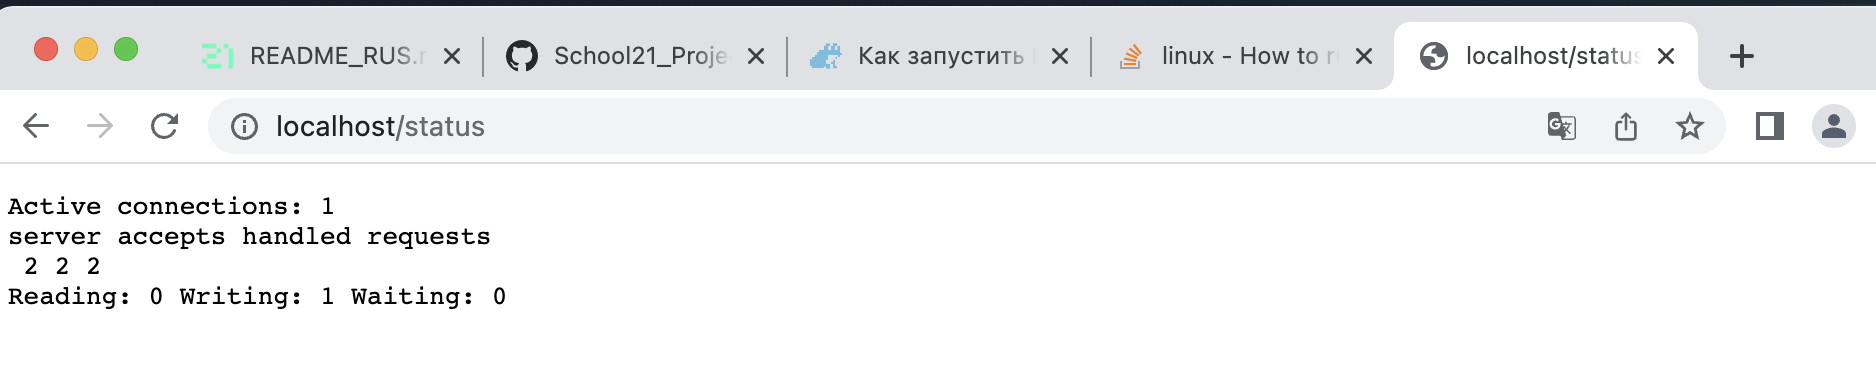 21 README_RUS.r
School21_Proje
Как запустить
linux - How to r
localhost/status
localhost/status
Active connections: 1
server accepts handled requests
2 2 2
Reading: 0 Writing: 1 Waiting: 0